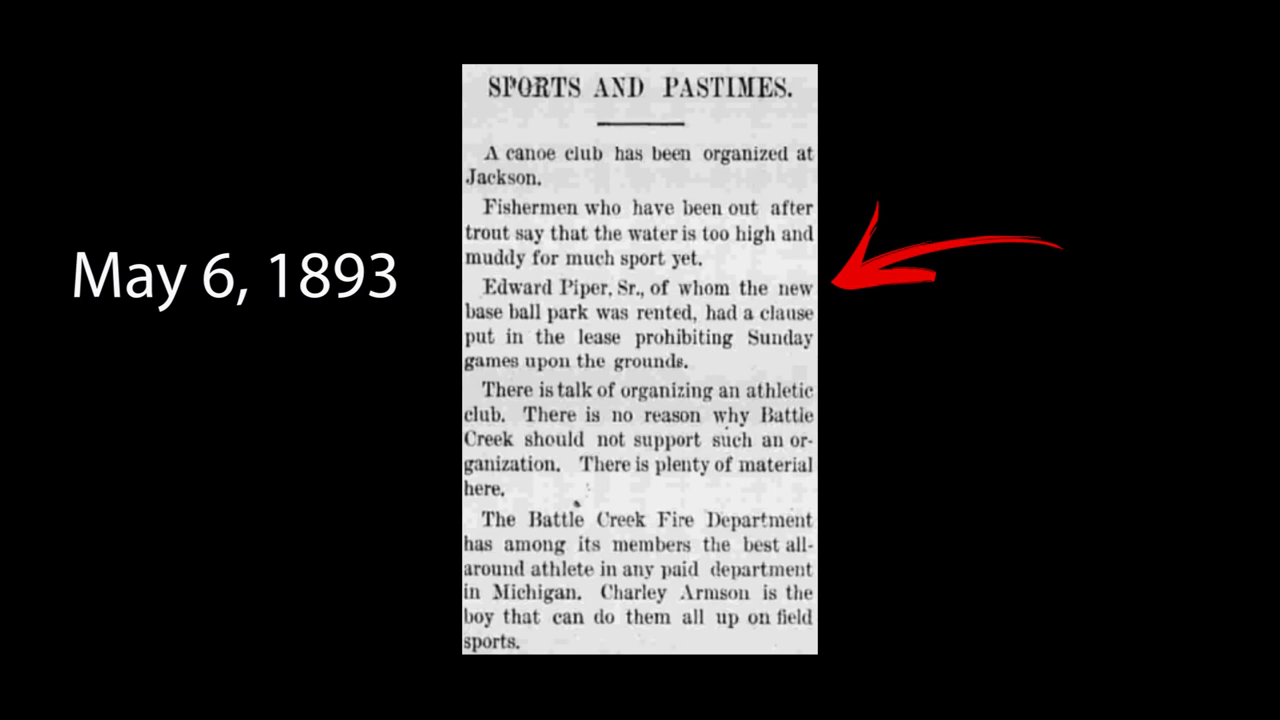 May 6, 1893
SPORTS AND PASTIMES.
A canoe club has been organized at
Jackson.
Fishermen who have been out after
trout say that the water is too high and
muddy for much sport yet.
Edward Piper, Sr., of whom the new
base ball park was rented, had a clause
put in the lease prohibiting Sunday
games upon the grounds.
There is talk of organizing an athletic
club. There is no reason why Battle
Creek should not support such an or-
ganization. There is plenty of material
here.
The Battle Creek Fire Department
has among its members the best all-
around athlete in any paid department
in Michigan. Charley Armson is the
boy that can do them all up on field
sports.